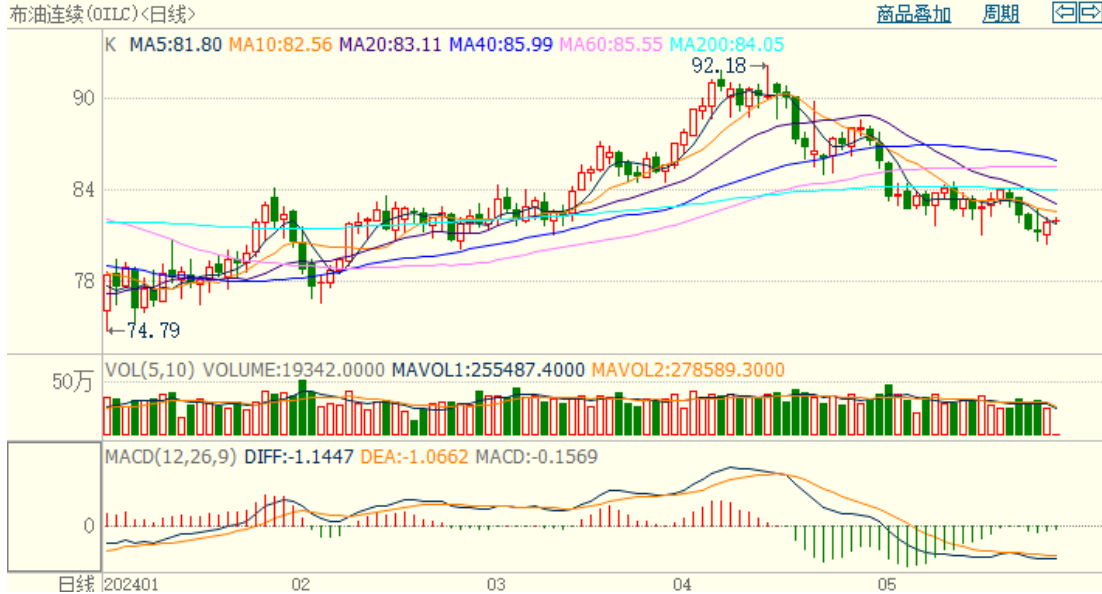 布油连续(OILC)<日线> 商品叠加 周期
K MA5:81.80 MA10:82.56 MA20:83.11 MA40:85.99 MA60:85.55 MA200:84.05
92.18→
90
84
78
←74.79
VOL(5,10) VOLUME:19342.0000 MAVOL1:255487.4000 MAVOL2:278589.3000
50万
MACD(12,26,9) DIFF:-1.1447 DEA:-1.0662 MACD:-0.1569
0
日线 202401 02 03 04 05